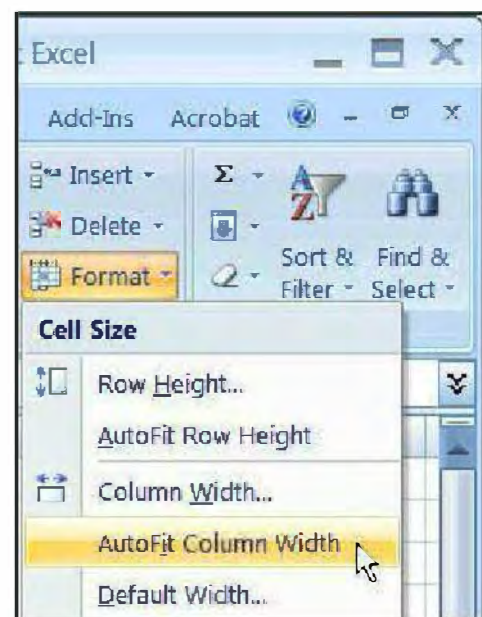 Excel
Add-Ins Acrobat
Insert Σ
Delete
Format
Sort & Filter
Find & Select
Cell Size
Row Height...
AutoFit Row Height
Column Width...
AutoFit Column Width
Default Width...